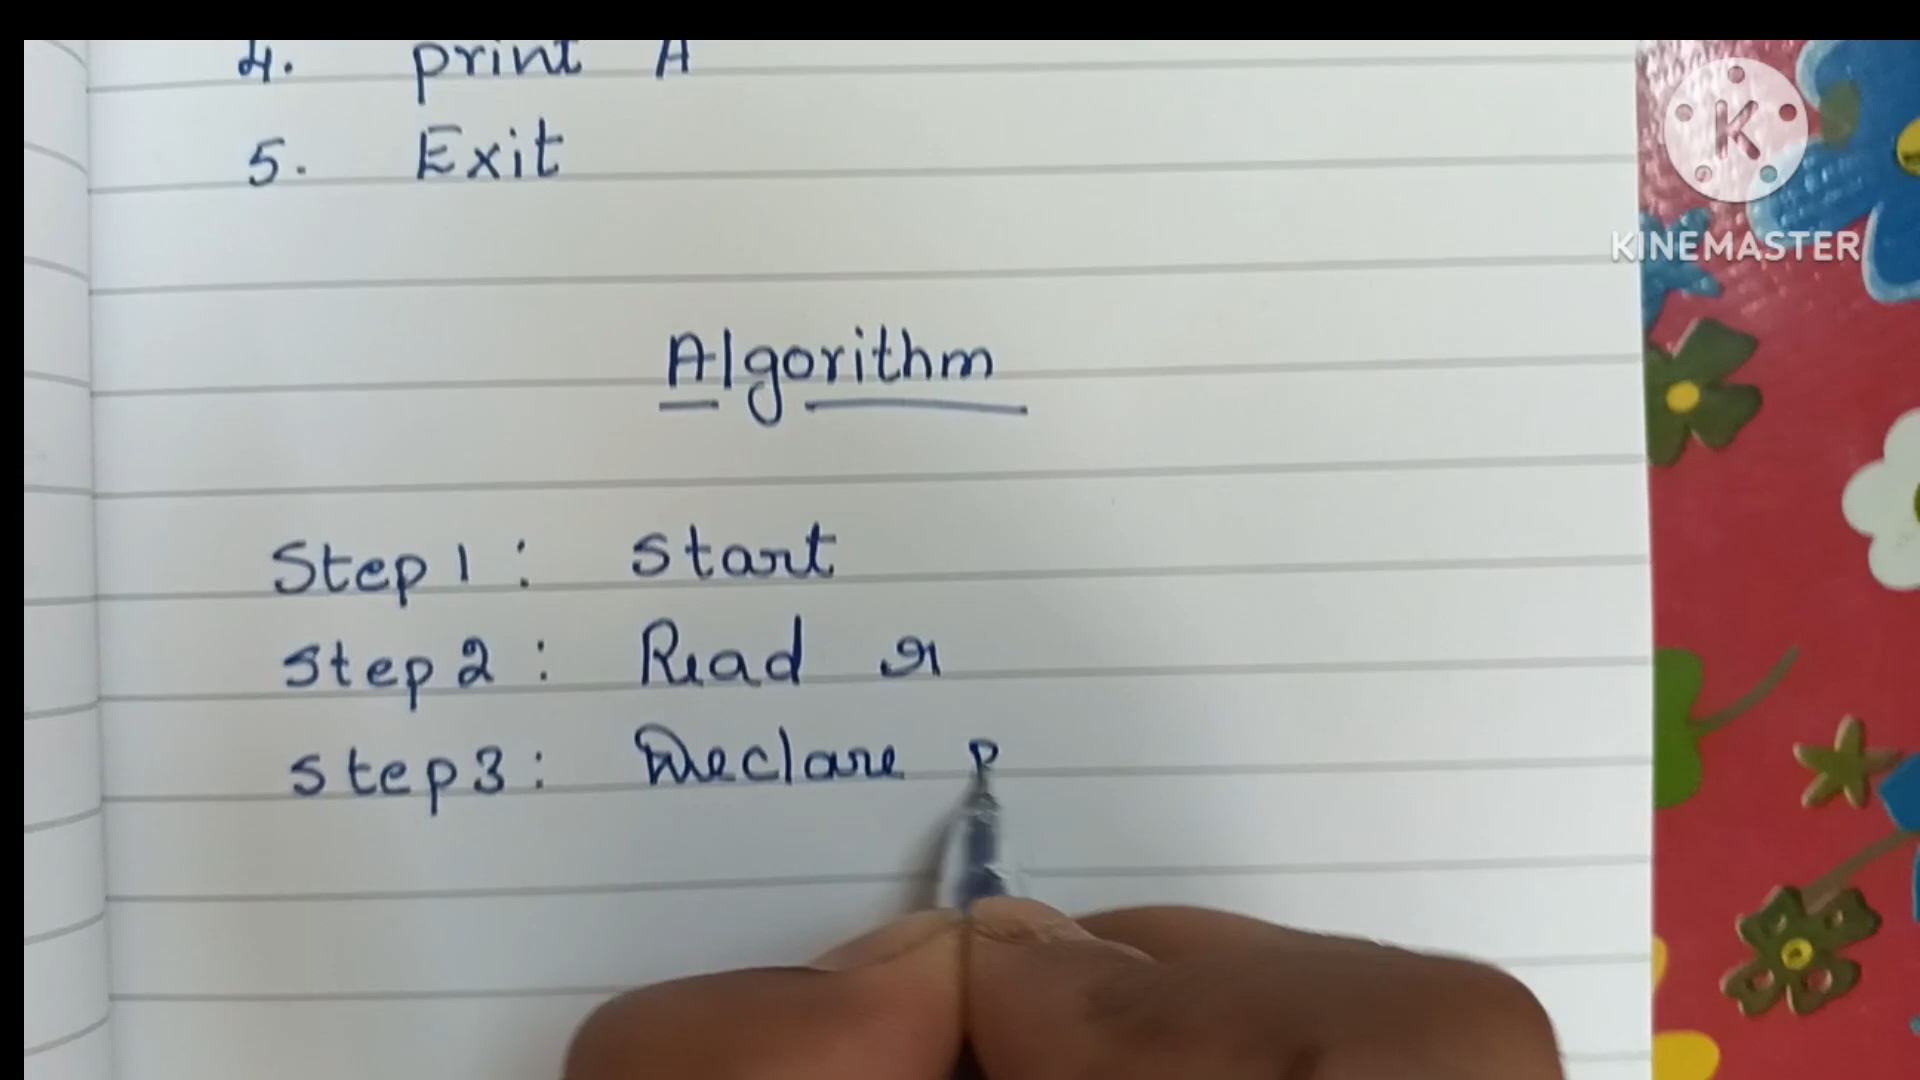 4. print A
5. Exit
KINEMASTER
Algorithm
Step 1 : Start
Step 2 : Read r
Step 3 : Declare P